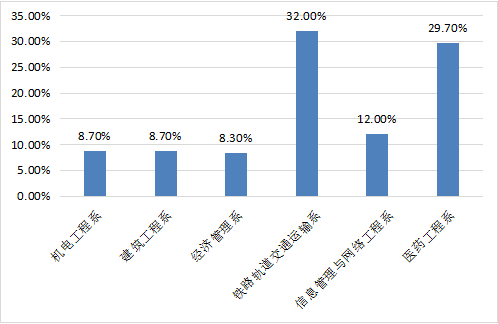 35.00%
30.00%
25.00%
20.00%
15.00%
10.00%
5.00%
0.00%
8.70%
8.70%
8.30%
32.00%
12.00%
29.70%
机电工程系
建筑工程系
经济管理系
铁路轨道交通运输系
信息管理与网络工程系
医药工程系